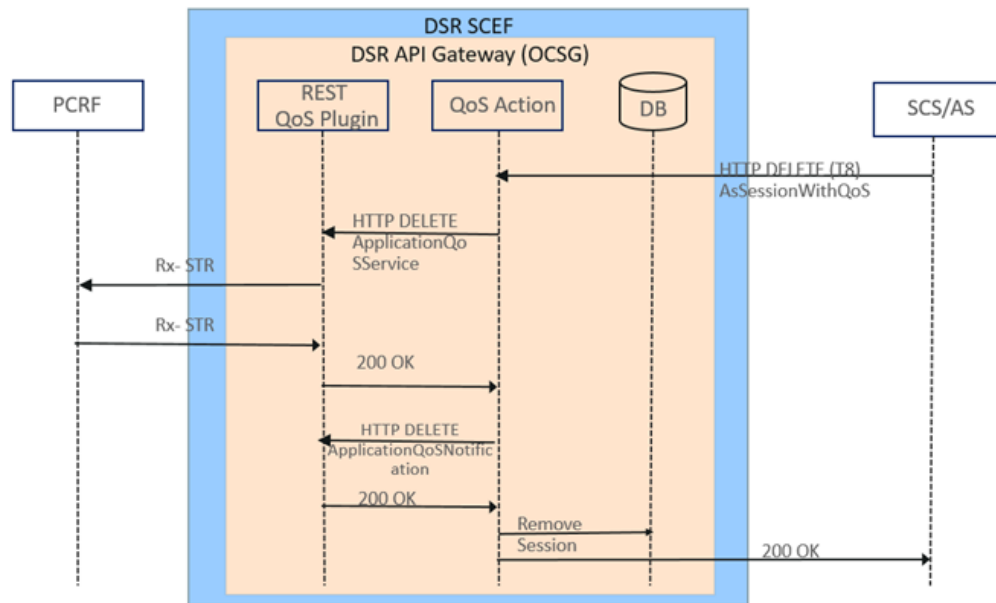 DSR SCEF
DSR API Gateway (OCSG)
PCRF
REST
QoS Plugin
QoS Action
DB
SCS/AS
HTTP DELETE (T8)
AsSessionWithQoS
HTTP DELETE
ApplicationQo
SService
Rx- STR
Rx- STR
200 OK
HTTP DELETE
ApplicationQoSNotific
ation
200 OK
Remove
Session
200 OK